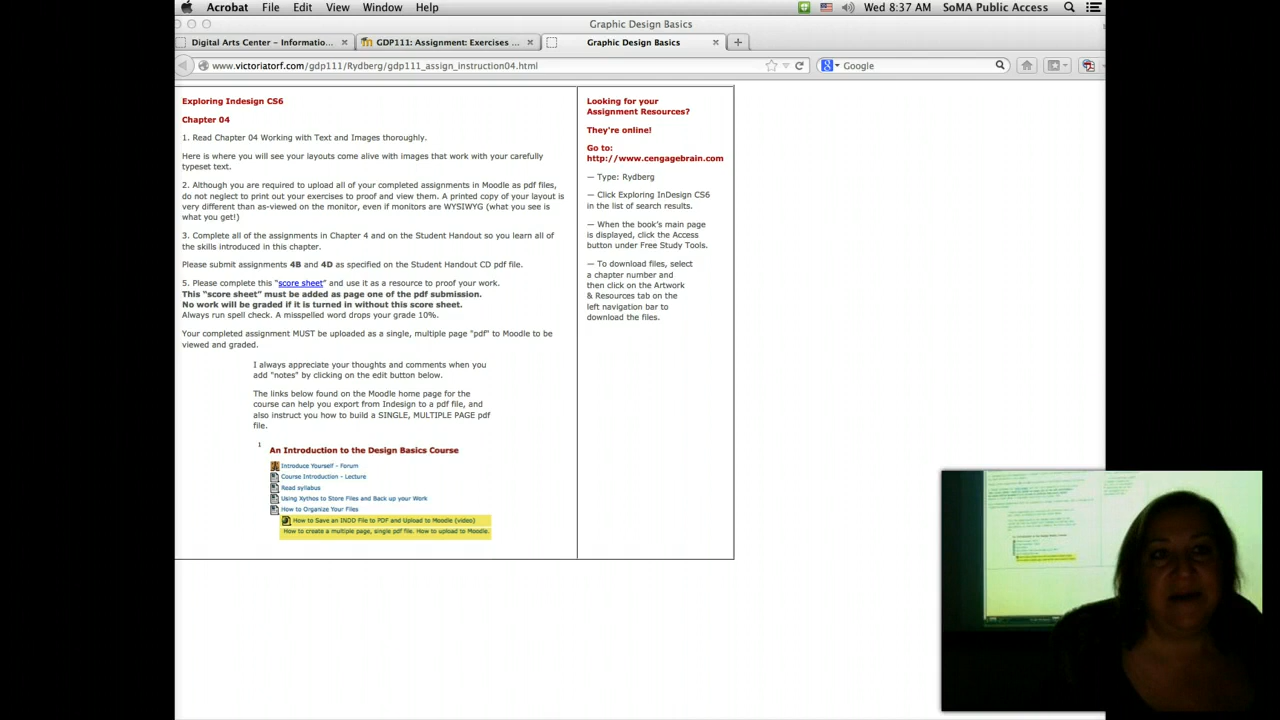 Acrobat File Edit View Window Help
Wed 8:37 AM SoMA Public Access
Graphic Design Basics
Digital Arts Center – Informatio...
GDP111: Assignment: Exercises ...
Graphic Design Basics
www.victoriatorf.com/gdp111/Rydberg/gdp111_assign_instruction04.html
Google
Exploring Indesign CS6
Chapter 04
1. Read Chapter 04 Working with Text and Images thoroughly.
Here is where you will see your layouts come alive with images that work with your carefully
typeset text.
2. Although you are required to upload all of your completed assignments in Moodle as pdf files,
do not neglect to print out your exercises to proof and view them. A printed copy of your layout is
very different than as-viewed on the monitor, even if monitors are WYSIWYG (what you see is
what you get!)
3. Complete all of the assignments in Chapter 4 and on the Student Handout so you learn all of
the skills introduced in this chapter.
Please submit assignments 4B and 4D as specified on the Student Handout CD pdf file.
5. Please complete this "score sheet" and use it as a resource to proof your work.
This "score sheet" must be added as page one of the pdf submission.
No work will be graded if it is turned in without this score sheet.
Always run spell check. A misspelled word drops your grade 10%.
Your completed assignment MUST be uploaded as a single, multiple page "pdf" to Moodle to be
viewed and graded.
I always appreciate your thoughts and comments when you
add "notes" by clicking on the edit button below.
The links below found on the Moodle home page for the
course can help you export from Indesign to a pdf file, and
also instruct you how to build a SINGLE, MULTIPLE PAGE pdf
file.
1
An Introduction to the Design Basics Course
Introduce Yourself - Forum
Course Introduction - Lecture
Read syllabus
Using Xythos to Store Files and Back up your Work
How to Organize Your Files
How to Save an INDD File to PDF and Upload to Moodle (video)
How to create a multiple page, single pdf file. How to upload to Moodle.
Looking for your
Assignment Resources?
They're online!
Go to:
http://www.cengagebrain.com
— Type: Rydberg
— Click Exploring InDesign CS6
in the list of search results.
— When the book's main page
is displayed, click the Access
button under Free Study Tools.
— To download files, select
a chapter number and
then click on the Artwork
& Resources tab on the
left navigation bar to
download the files.